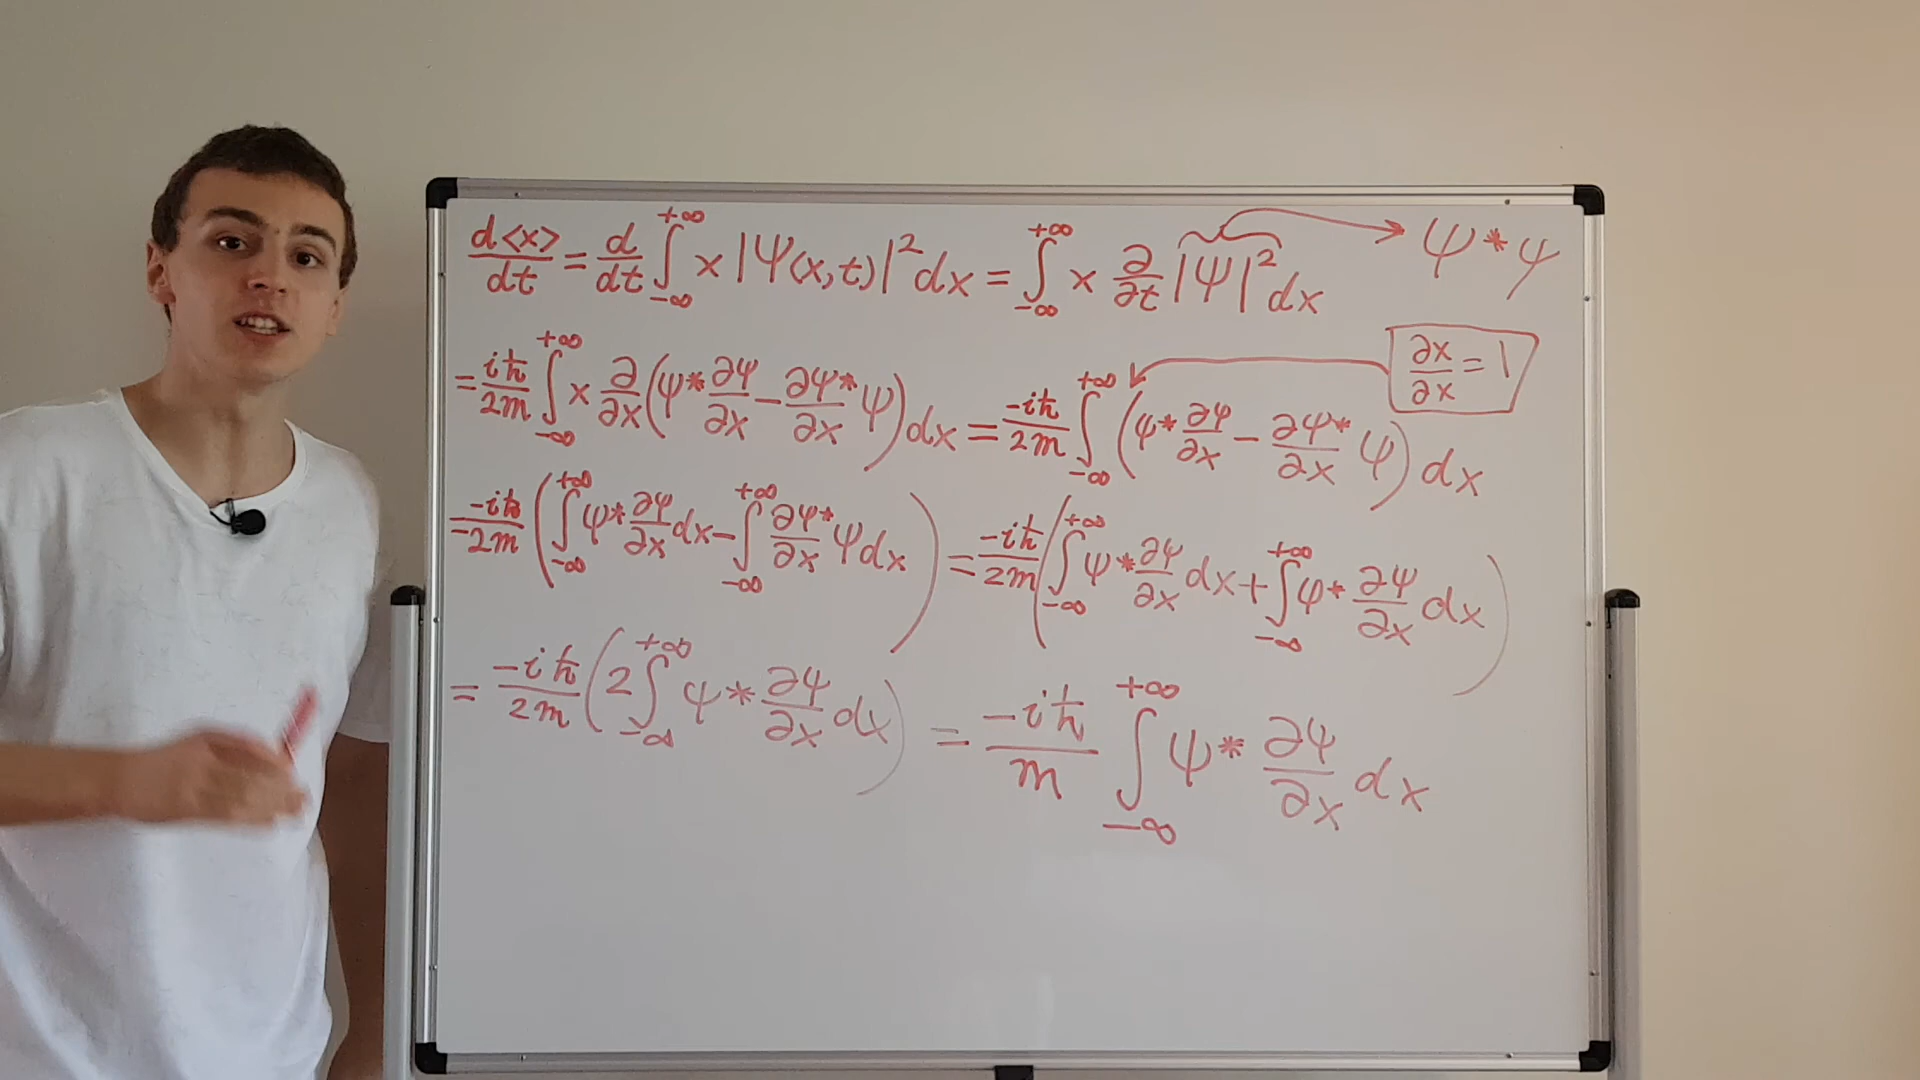 d<x>/dt = d/dt ∫_{-∞}^{+∞} x |Ψ(x,t)|² dx = ∫_{-∞}^{+∞} x ∂/∂t |Ψ|² dx → Ψ*Ψ
∂x/∂x = 1
= iħ/2m ∫_{-∞}^{+∞} x ∂/∂x (Ψ* ∂Ψ/∂x - ∂Ψ*/∂x Ψ) dx = -iħ/2m ∫_{-∞}^{+∞} (Ψ* ∂Ψ/∂x - ∂Ψ*/∂x Ψ) dx
= -iħ/2m (∫_{-∞}^{+∞} Ψ* ∂Ψ/∂x dx - ∫_{-∞}^{+∞} ∂Ψ*/∂x Ψ dx) = -iħ/2m (∫_{-∞}^{+∞} Ψ* ∂Ψ/∂x dx + ∫_{-∞}^{+∞} Ψ* ∂Ψ/∂x dx)
= -iħ/2m (2 ∫_{-∞}^{+∞} Ψ* ∂Ψ/∂x dx) = -iħ/m ∫_{-∞}^{+∞} Ψ* ∂Ψ/∂x dx